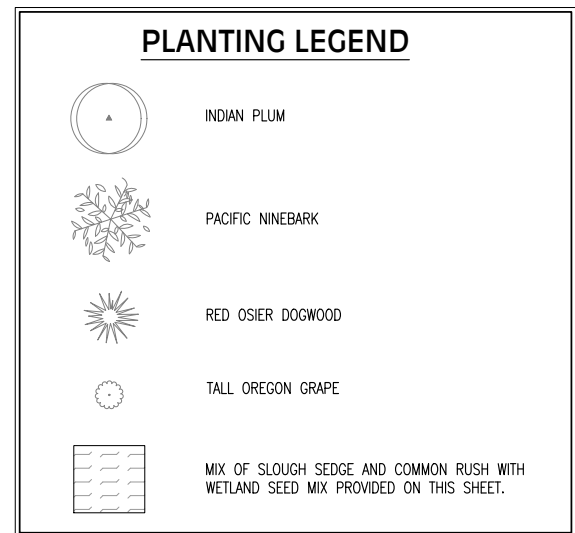 PLANTING LEGEND
INDIAN PLUM
PACIFIC NINEBARK
RED OSIER DOGWOOD
TALL OREGON GRAPE
MIX OF SLOUGH SEDGE AND COMMON RUSH WITH
WETLAND SEED MIX PROVIDED ON THIS SHEET.